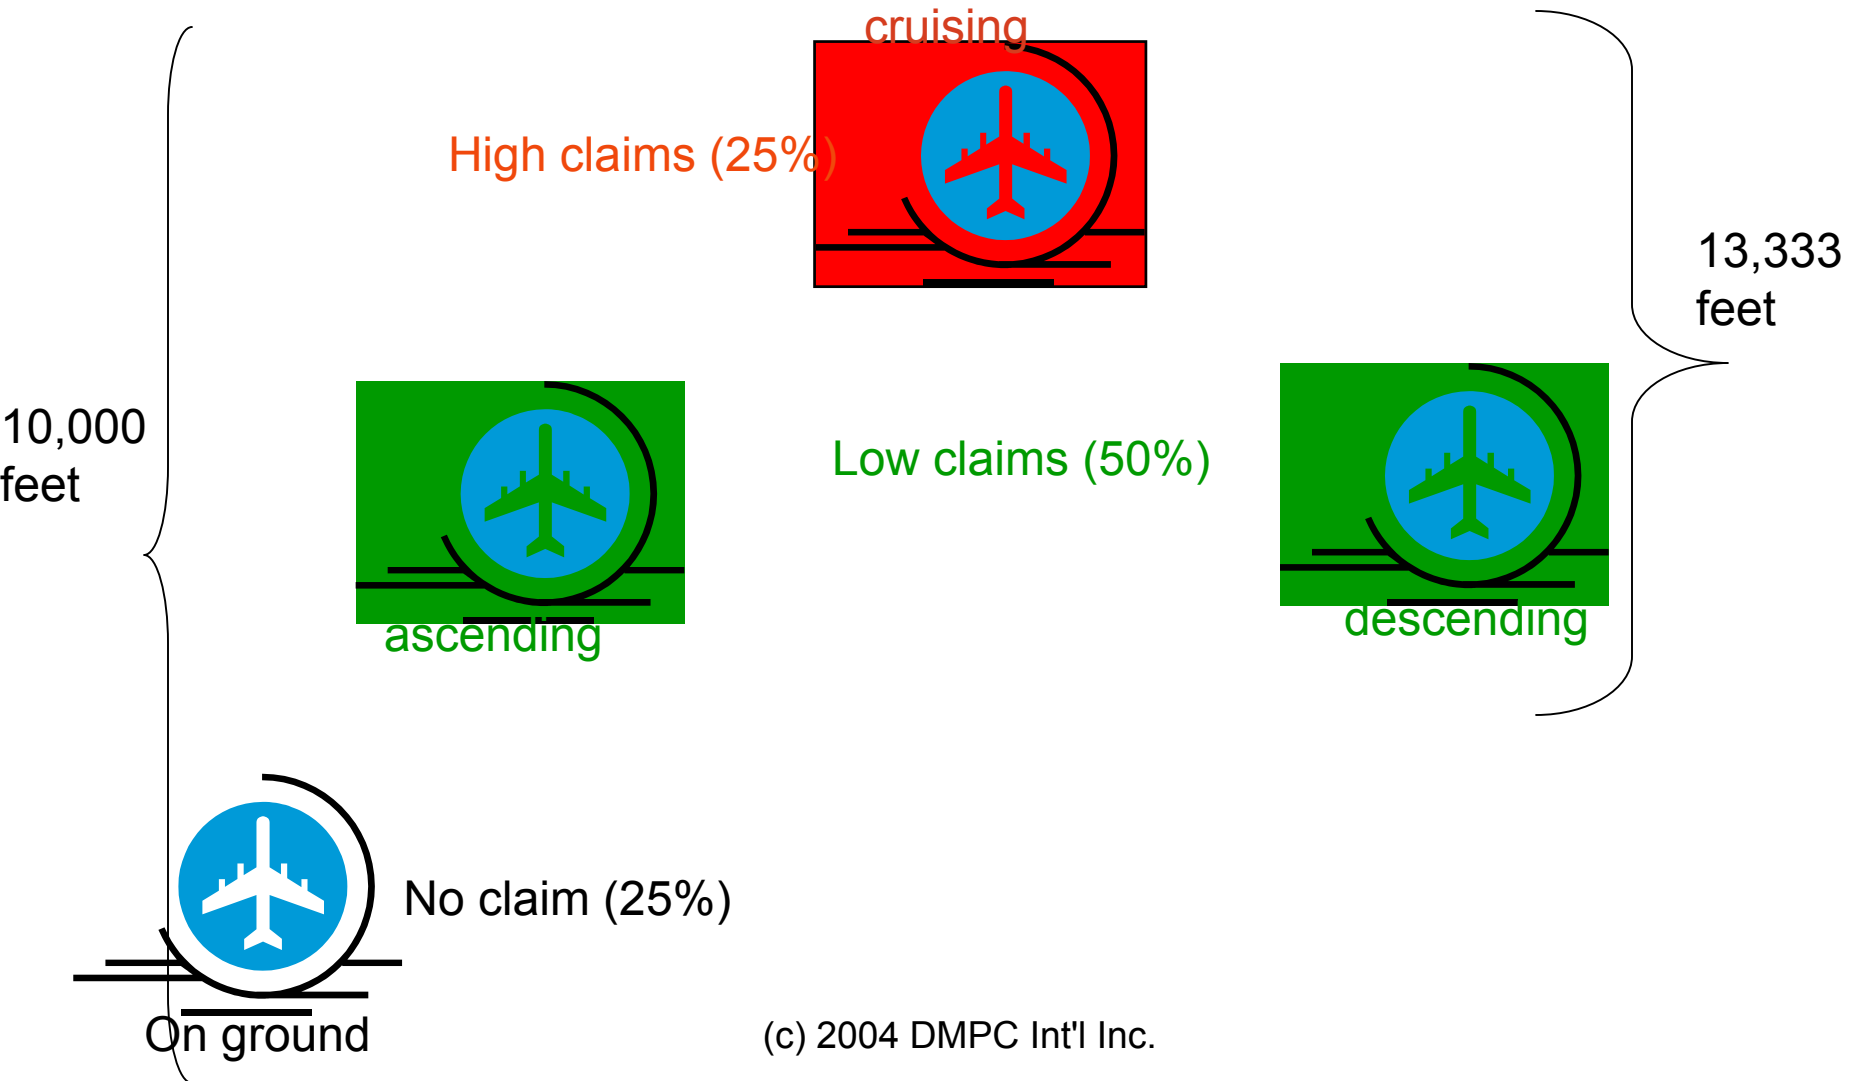 cruising
High claims (25%)
13,333
feet
10,000
feet
Low claims (50%)
ascending
descending
No claim (25%)
On ground
(c) 2004 DMPC Int'l Inc.